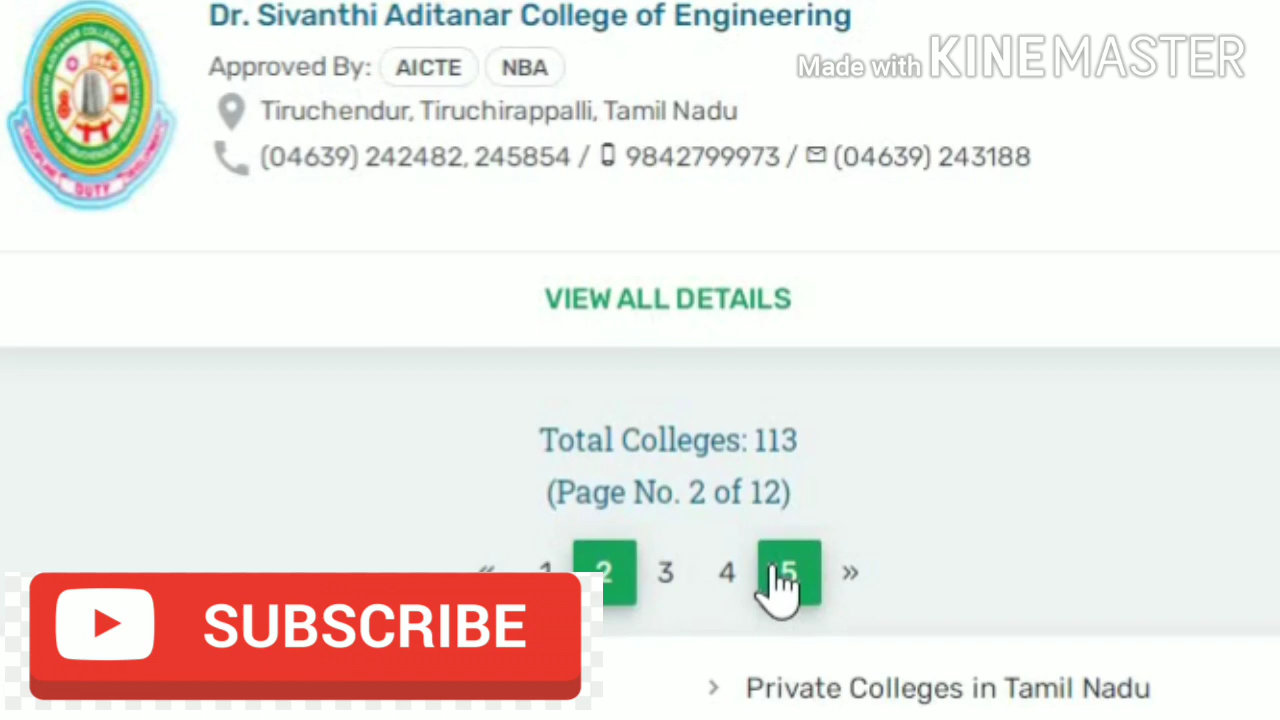 Dr. Sivanthi Aditanar College of Engineering
Made with KINEMASTER
Approved By: AICTE NBA
Tiruchendur, Tiruchirappalli, Tamil Nadu
(04639) 242482, 245854 / 9842799973 / (04639) 243188
DUTY
VIEW ALL DETAILS
Total Colleges: 113
(Page No. 2 of 12)
« 1 2 3 4 5 »
SUBSCRIBE
> Private Colleges in Tamil Nadu